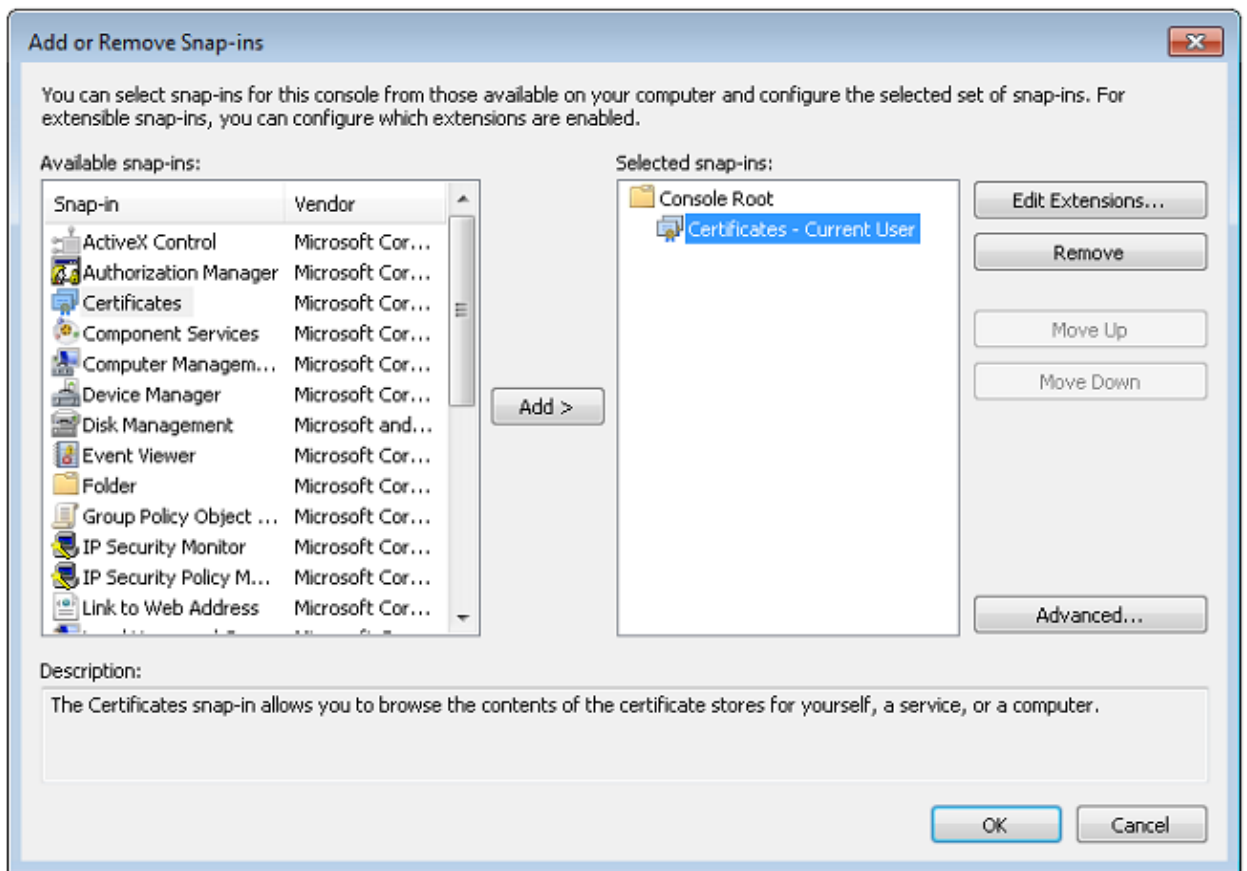 Add or Remove Snap-ins
You can select snap-ins for this console from those available on your computer and configure the selected set of snap-ins. For
extensible snap-ins, you can configure which extensions are enabled.
Available snap-ins:
Snap-in Vendor
ActiveX Control Microsoft Cor...
Authorization Manager Microsoft Cor...
Certificates Microsoft Cor...
Component Services Microsoft Cor...
Computer Managem... Microsoft Cor...
Device Manager Microsoft Cor...
Disk Management Microsoft and...
Event Viewer Microsoft Cor...
Folder Microsoft Cor...
Group Policy Object ... Microsoft Cor...
IP Security Monitor Microsoft Cor...
IP Security Policy M... Microsoft Cor...
Link to Web Address Microsoft Cor...
Add >
Selected snap-ins:
Console Root
Certificates - Current User
Edit Extensions...
Remove
Move Up
Move Down
Advanced...
Description:
The Certificates snap-in allows you to browse the contents of the certificate stores for yourself, a service, or a computer.
OK
Cancel